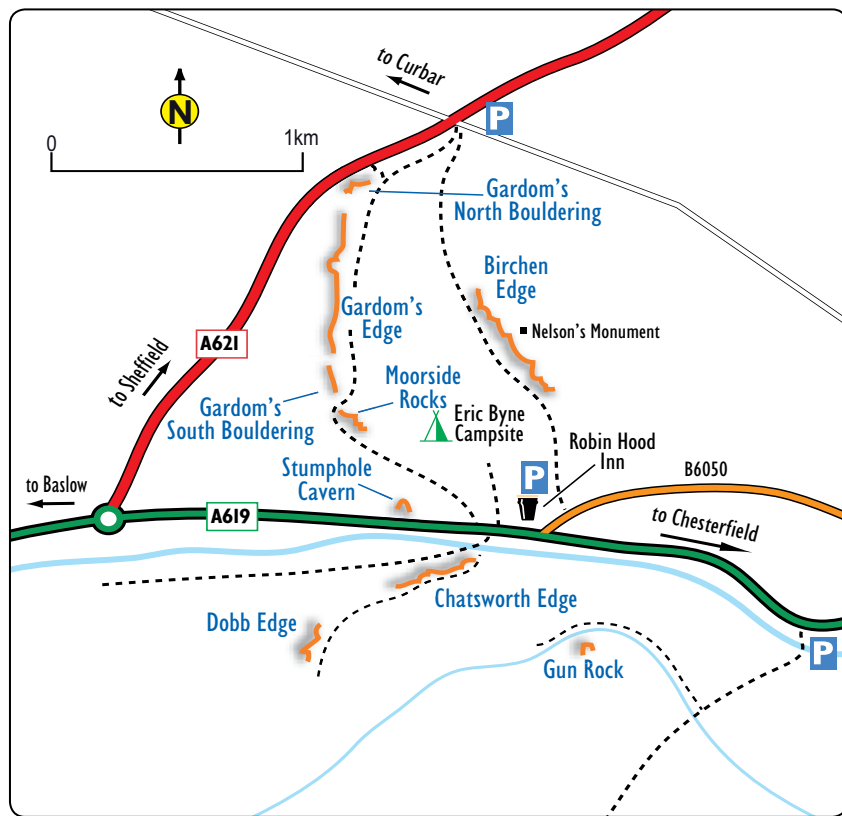 to Curbar
N
P
0
1km
Gardom's
North Bouldering
Birchen
Edge
Gardom's
Edge
Nelson's Monument
A621
to Sheffield
Moorside
Rocks
Gardom's
South Bouldering
Eric Byne
Campsite
Robin Hood
Inn
Stumphole
Cavern
P
B6050
to Baslow
A619
to Chesterfield
Chatsworth Edge
Dobb Edge
Gun Rock
P